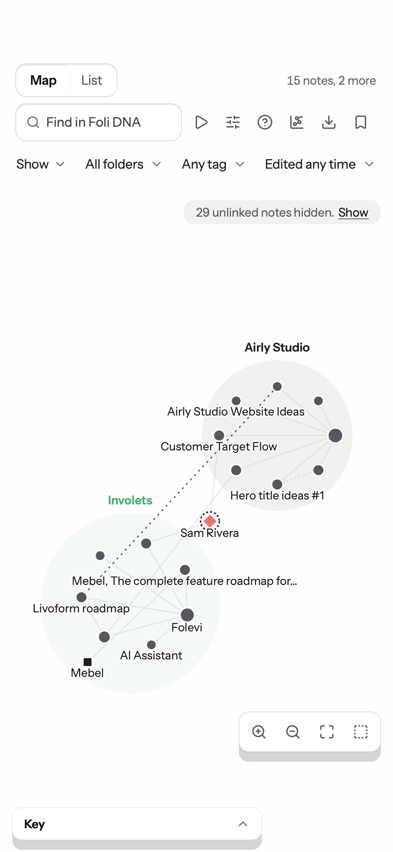 Map
List
15 notes, 2 more
Find in Foli DNA
Show
All folders
Any tag
Edited any time
29 unlinked notes hidden. Show
Airly Studio
Airly Studio Website Ideas
Customer Target Flow
Hero title ideas #1
Involets
Sam Rivera
Mebel, The complete feature roadmap for...
Livoform roadmap
Folevi
AI Assistant
Mebel
Key